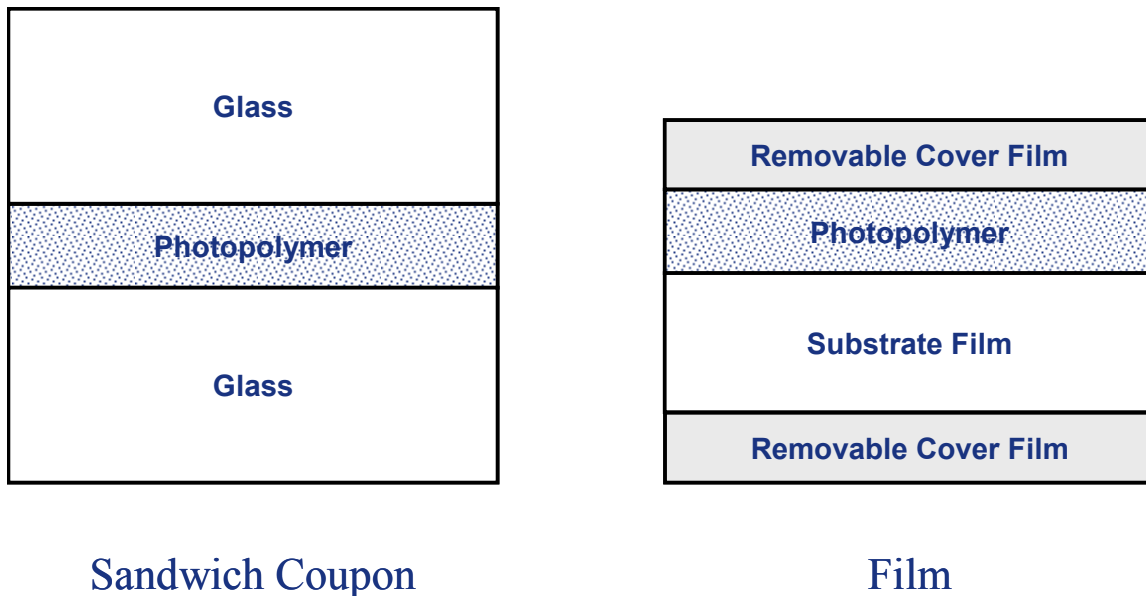 Glass
Photopolymer
Glass
Sandwich Coupon
Removable Cover Film
Photopolymer
Substrate Film
Removable Cover Film
Film